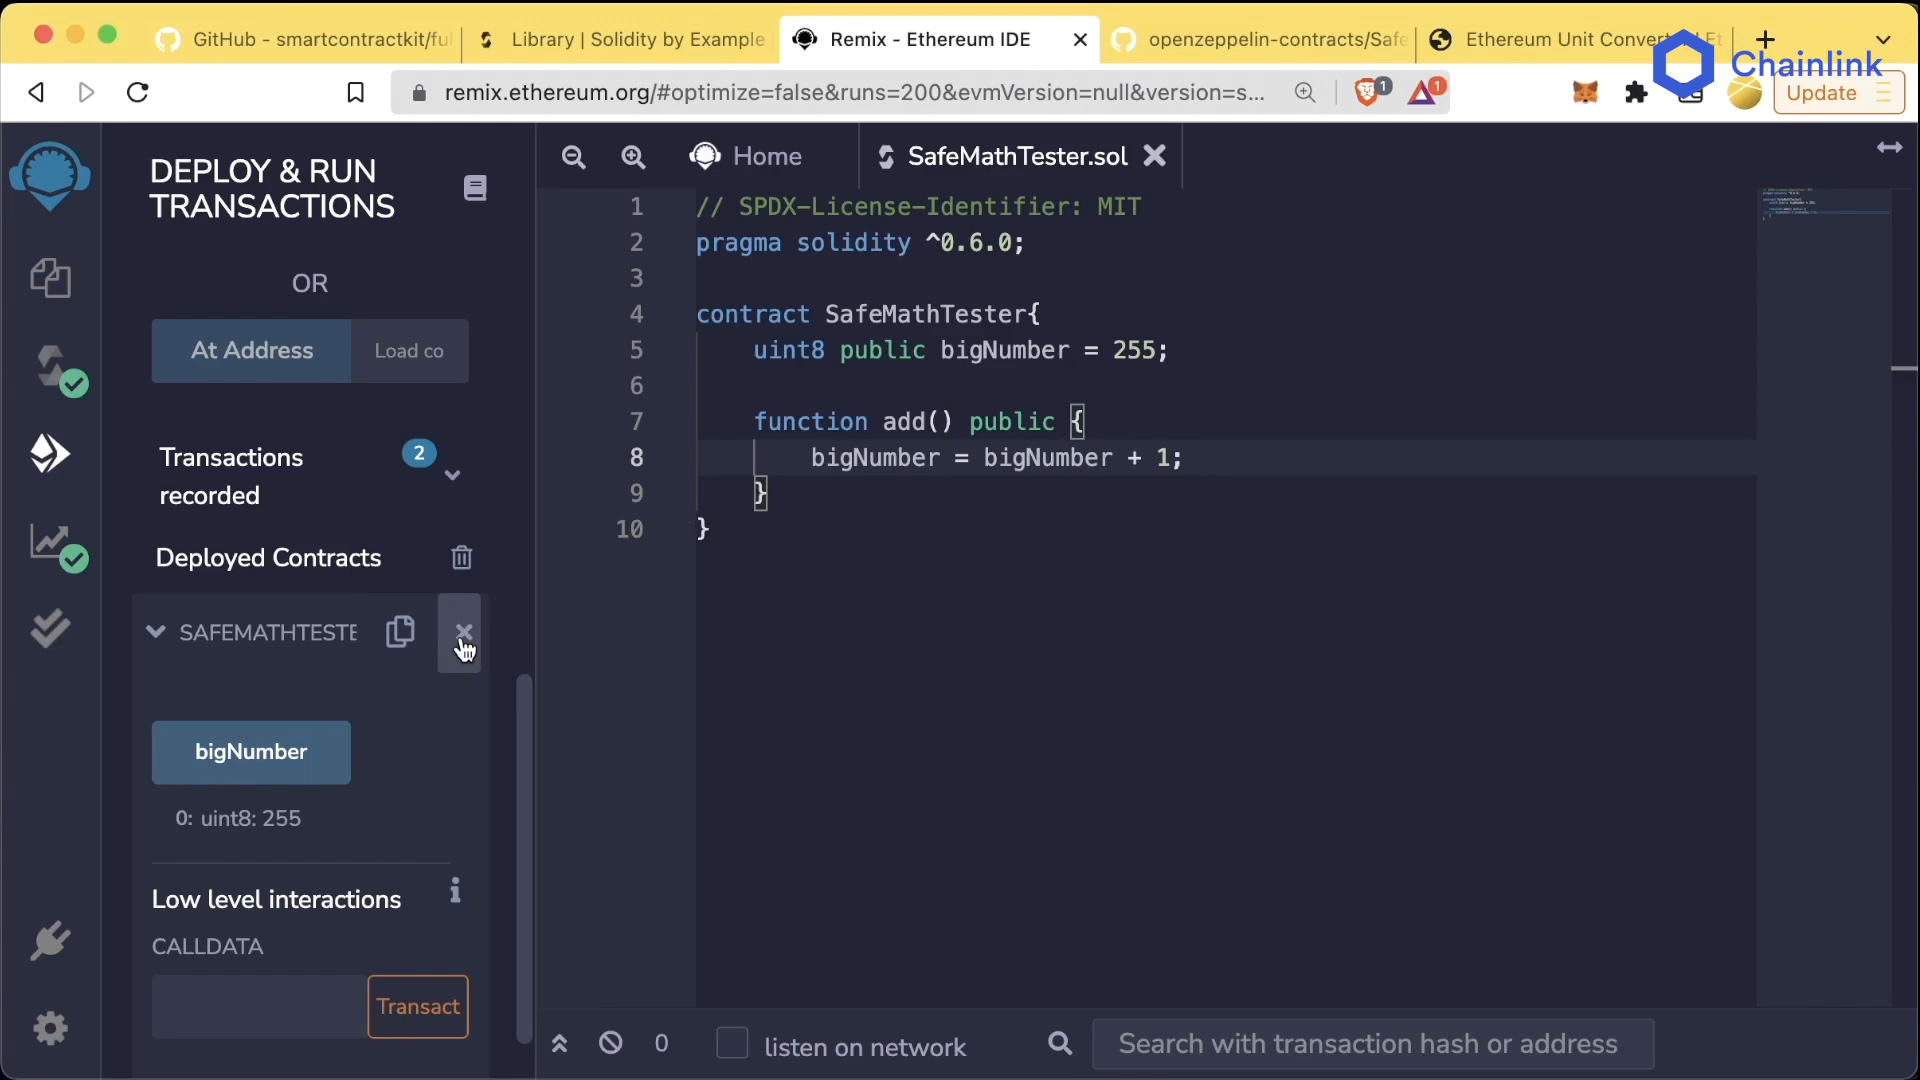 GitHub - smartcontractkit/ful
Library | Solidity by Example
Remix - Ethereum IDE
openzeppelin-contracts/Safe
Ethereum Unit Convert
Chainlink
remix.ethereum.org/#optimize=false&runs=200&evmVersion=null&version=s...
1
1
Update
DEPLOY & RUN
TRANSACTIONS
OR
At Address
Load co
Transactions
recorded
2
Deployed Contracts
SAFEMATHTESTE
bigNumber
0: uint8: 255
Low level interactions
i
CALLDATA
Transact
Home
SafeMathTester.sol
1 // SPDX-License-Identifier: MIT
2 pragma solidity ^0.6.0;
3
4 contract SafeMathTester{
5 uint8 public bigNumber = 255;
6
7 function add() public {
8 bigNumber = bigNumber + 1;
9 }
10 }
0
listen on network
Search with transaction hash or address